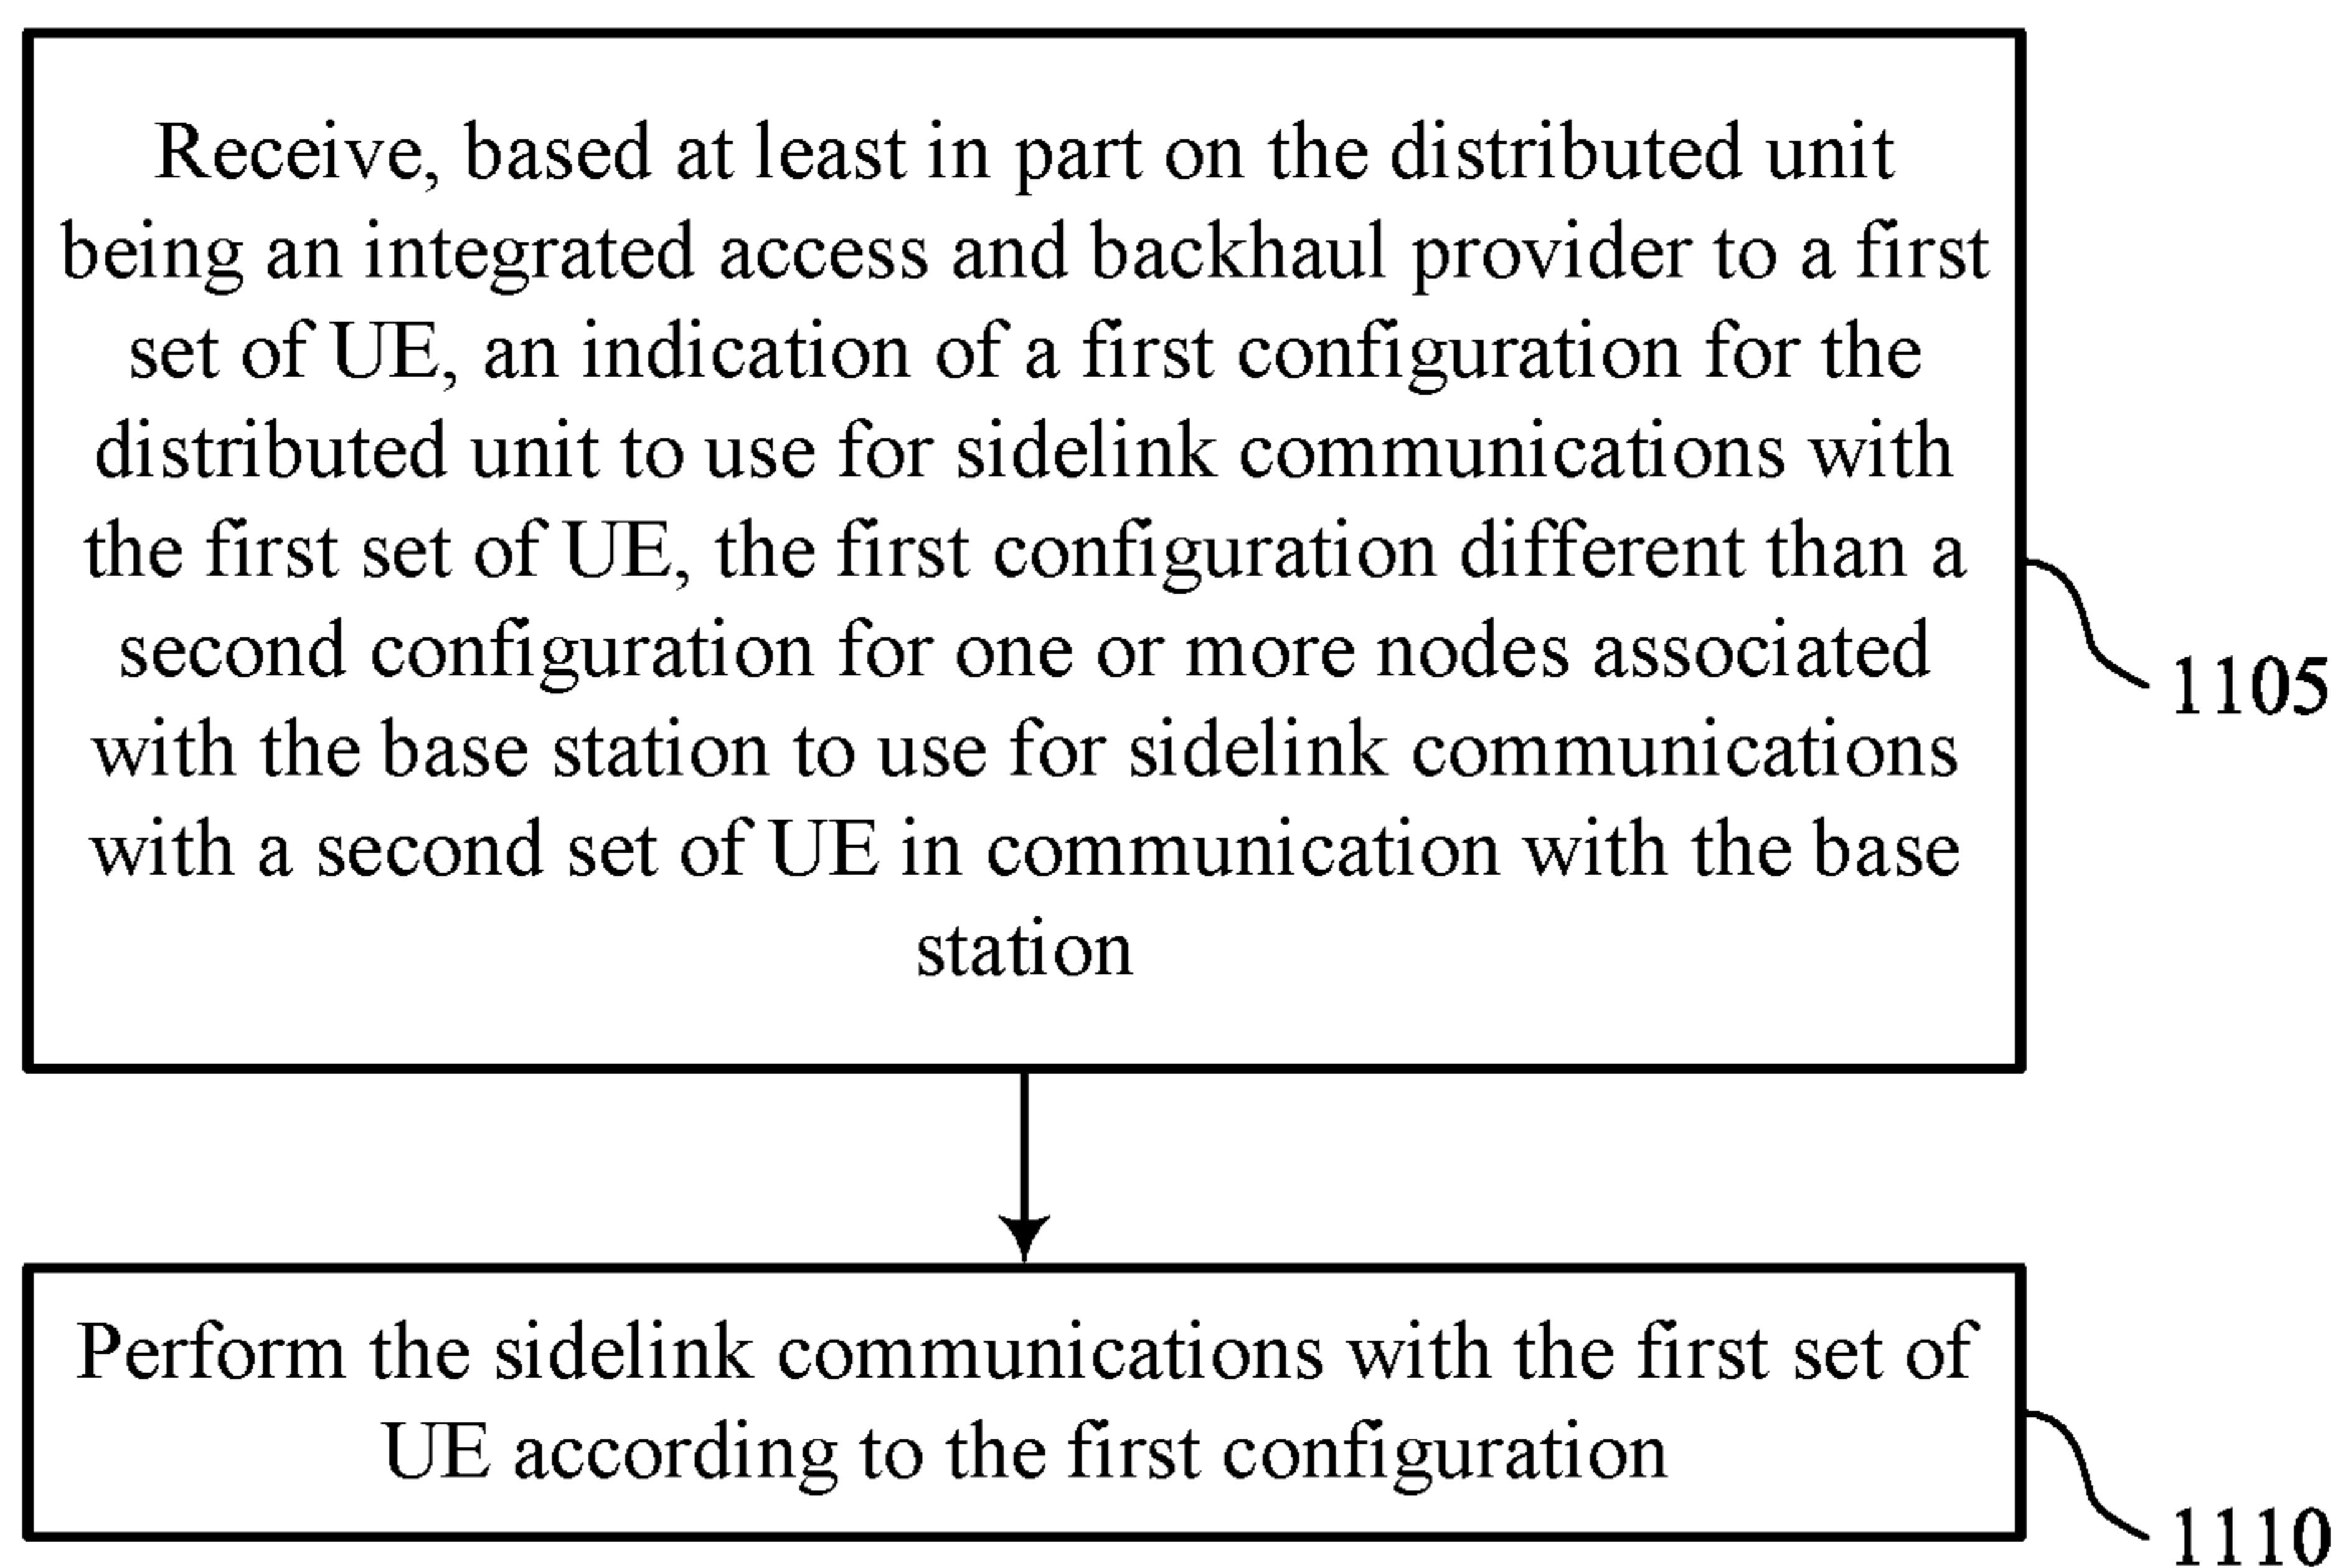 Receive, based at least in part on the distributed unit
being an integrated access and backhaul provider to a first
set of UE, an indication of a first configuration for the
distributed unit to use for sidelink communications with
the first set of UE, the first configuration different than a
second configuration for one or more nodes associated
with the base station to use for sidelink communications
with a second set of UE in communication with the base
station
1105
Perform the sidelink communications with the first set of
UE according to the first configuration
1110